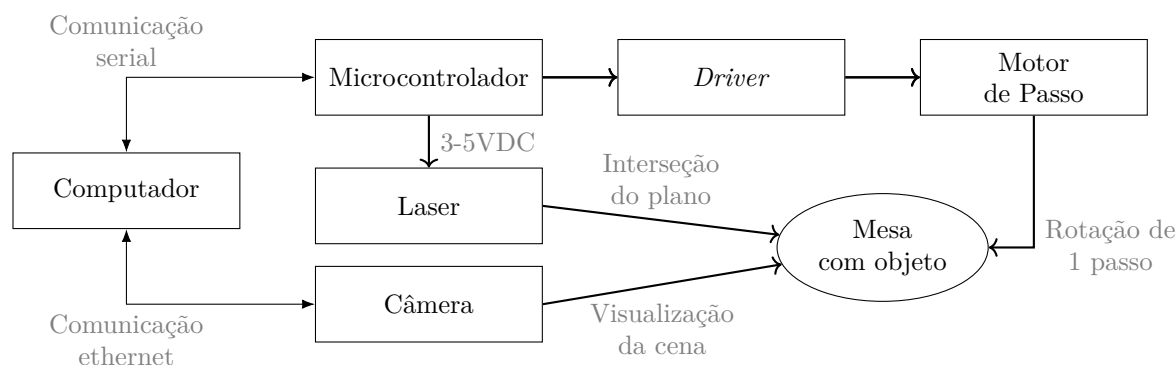 Comunicação
serial
Microcontrolador
Driver
Motor
de Passo
3-5VDC
Computador
Laser
Interseção
do plano
Mesa
com objeto
Rotação de
1 passo
Câmera
Comunicação
ethernet
Visualização
da cena